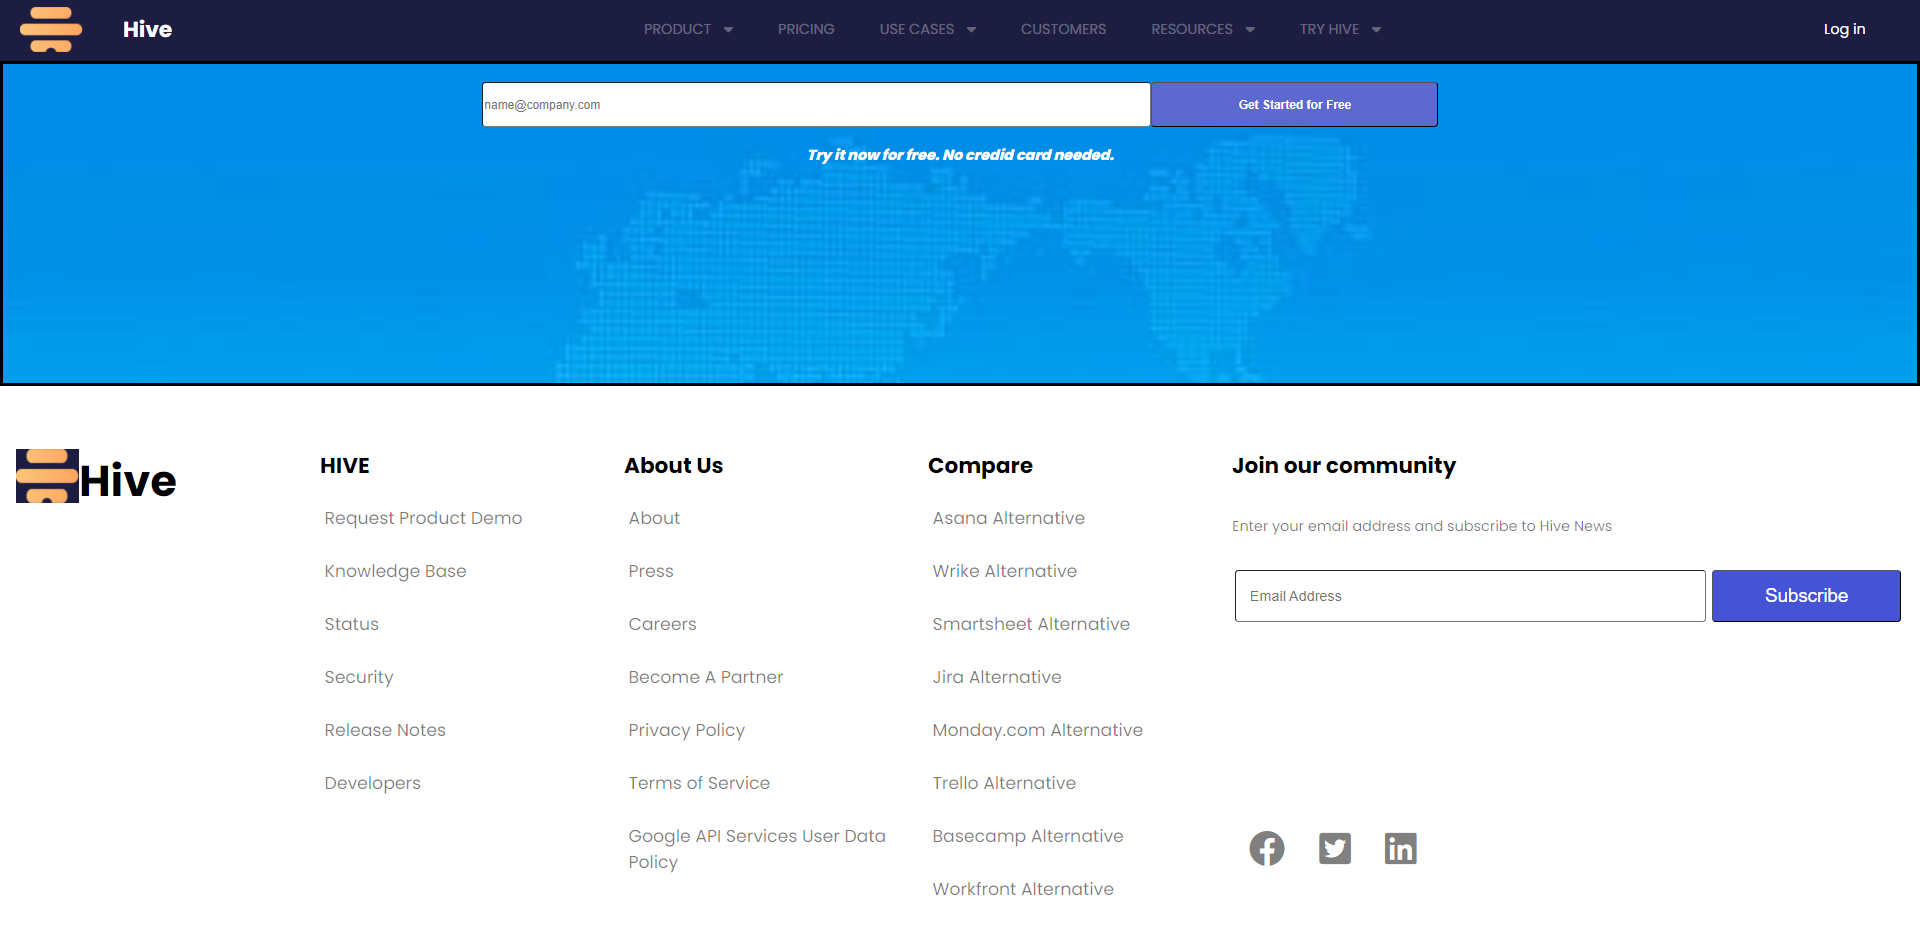 Hive
PRODUCT
PRICING
USE CASES
CUSTOMERS
RESOURCES
TRY HIVE
Log in
name@company.com
Get Started for Free
Try it now for free. No credid card needed.
Hive
HIVE
Request Product Demo
Knowledge Base
Status
Security
Release Notes
Developers
About Us
About
Press
Careers
Become A Partner
Privacy Policy
Terms of Service
Google API Services User Data
Policy
Compare
Asana Alternative
Wrike Alternative
Smartsheet Alternative
Jira Alternative
Monday.com Alternative
Trello Alternative
Basecamp Alternative
Workfront Alternative
Join our community
Enter your email address and subscribe to Hive News
Email Address
Subscribe